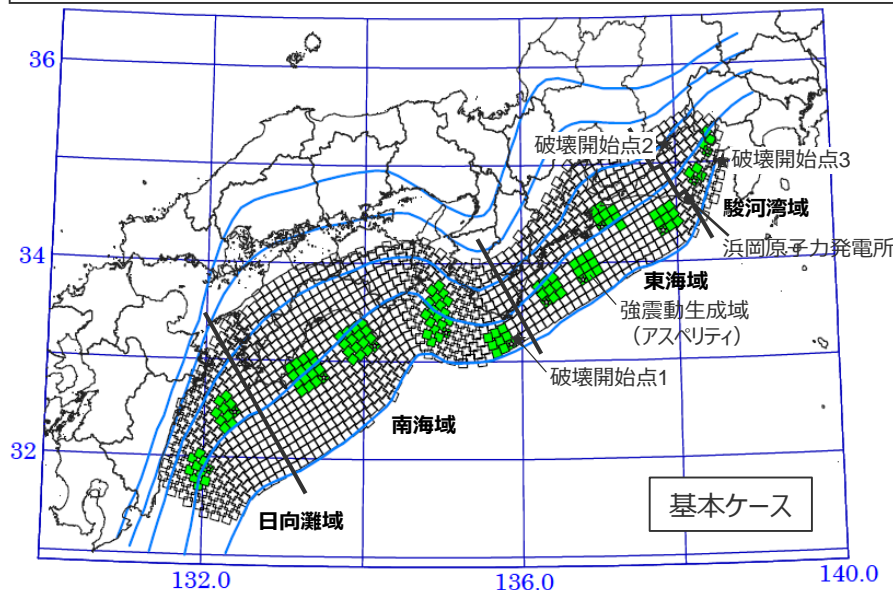 36
34
32
破壊開始点2
破壊開始点3
駿河湾域
浜岡原子力発電所
東海域
強震動生成域
（アスペリティ）
破壊開始点1
南海域
日向灘域
基本ケース
132.0
136.0
140.0